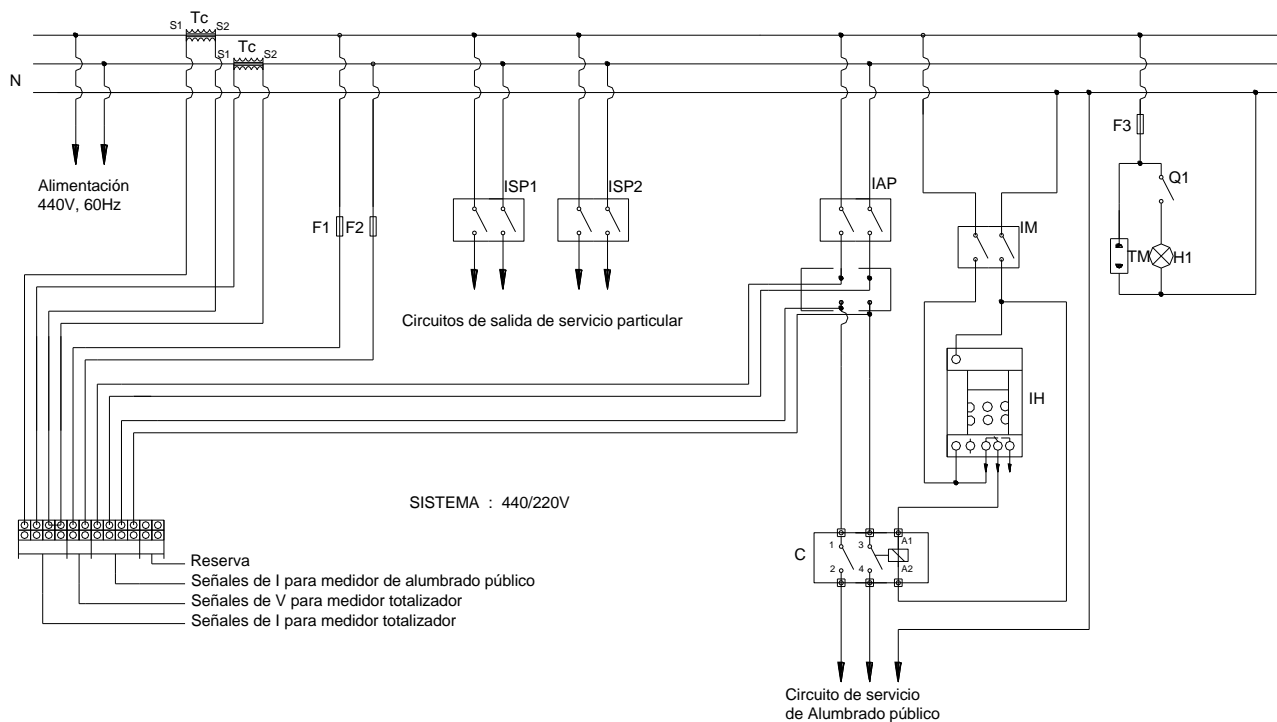 Tc
S1
S2
Tc
S1
S2
N
F3
Alimentación
440V, 60Hz
ISP1
ISP2
IAP
Q1
F1
F2
IM
TM
H1
Circuitos de salida de servicio particular
IH
SISTEMA : 440/220V
C
1
3
A1
2
4
A2
Reserva
Señales de I para medidor de alumbrado público
Señales de V para medidor totalizador
Señales de I para medidor totalizador
Circuito de servicio
de Alumbrado público